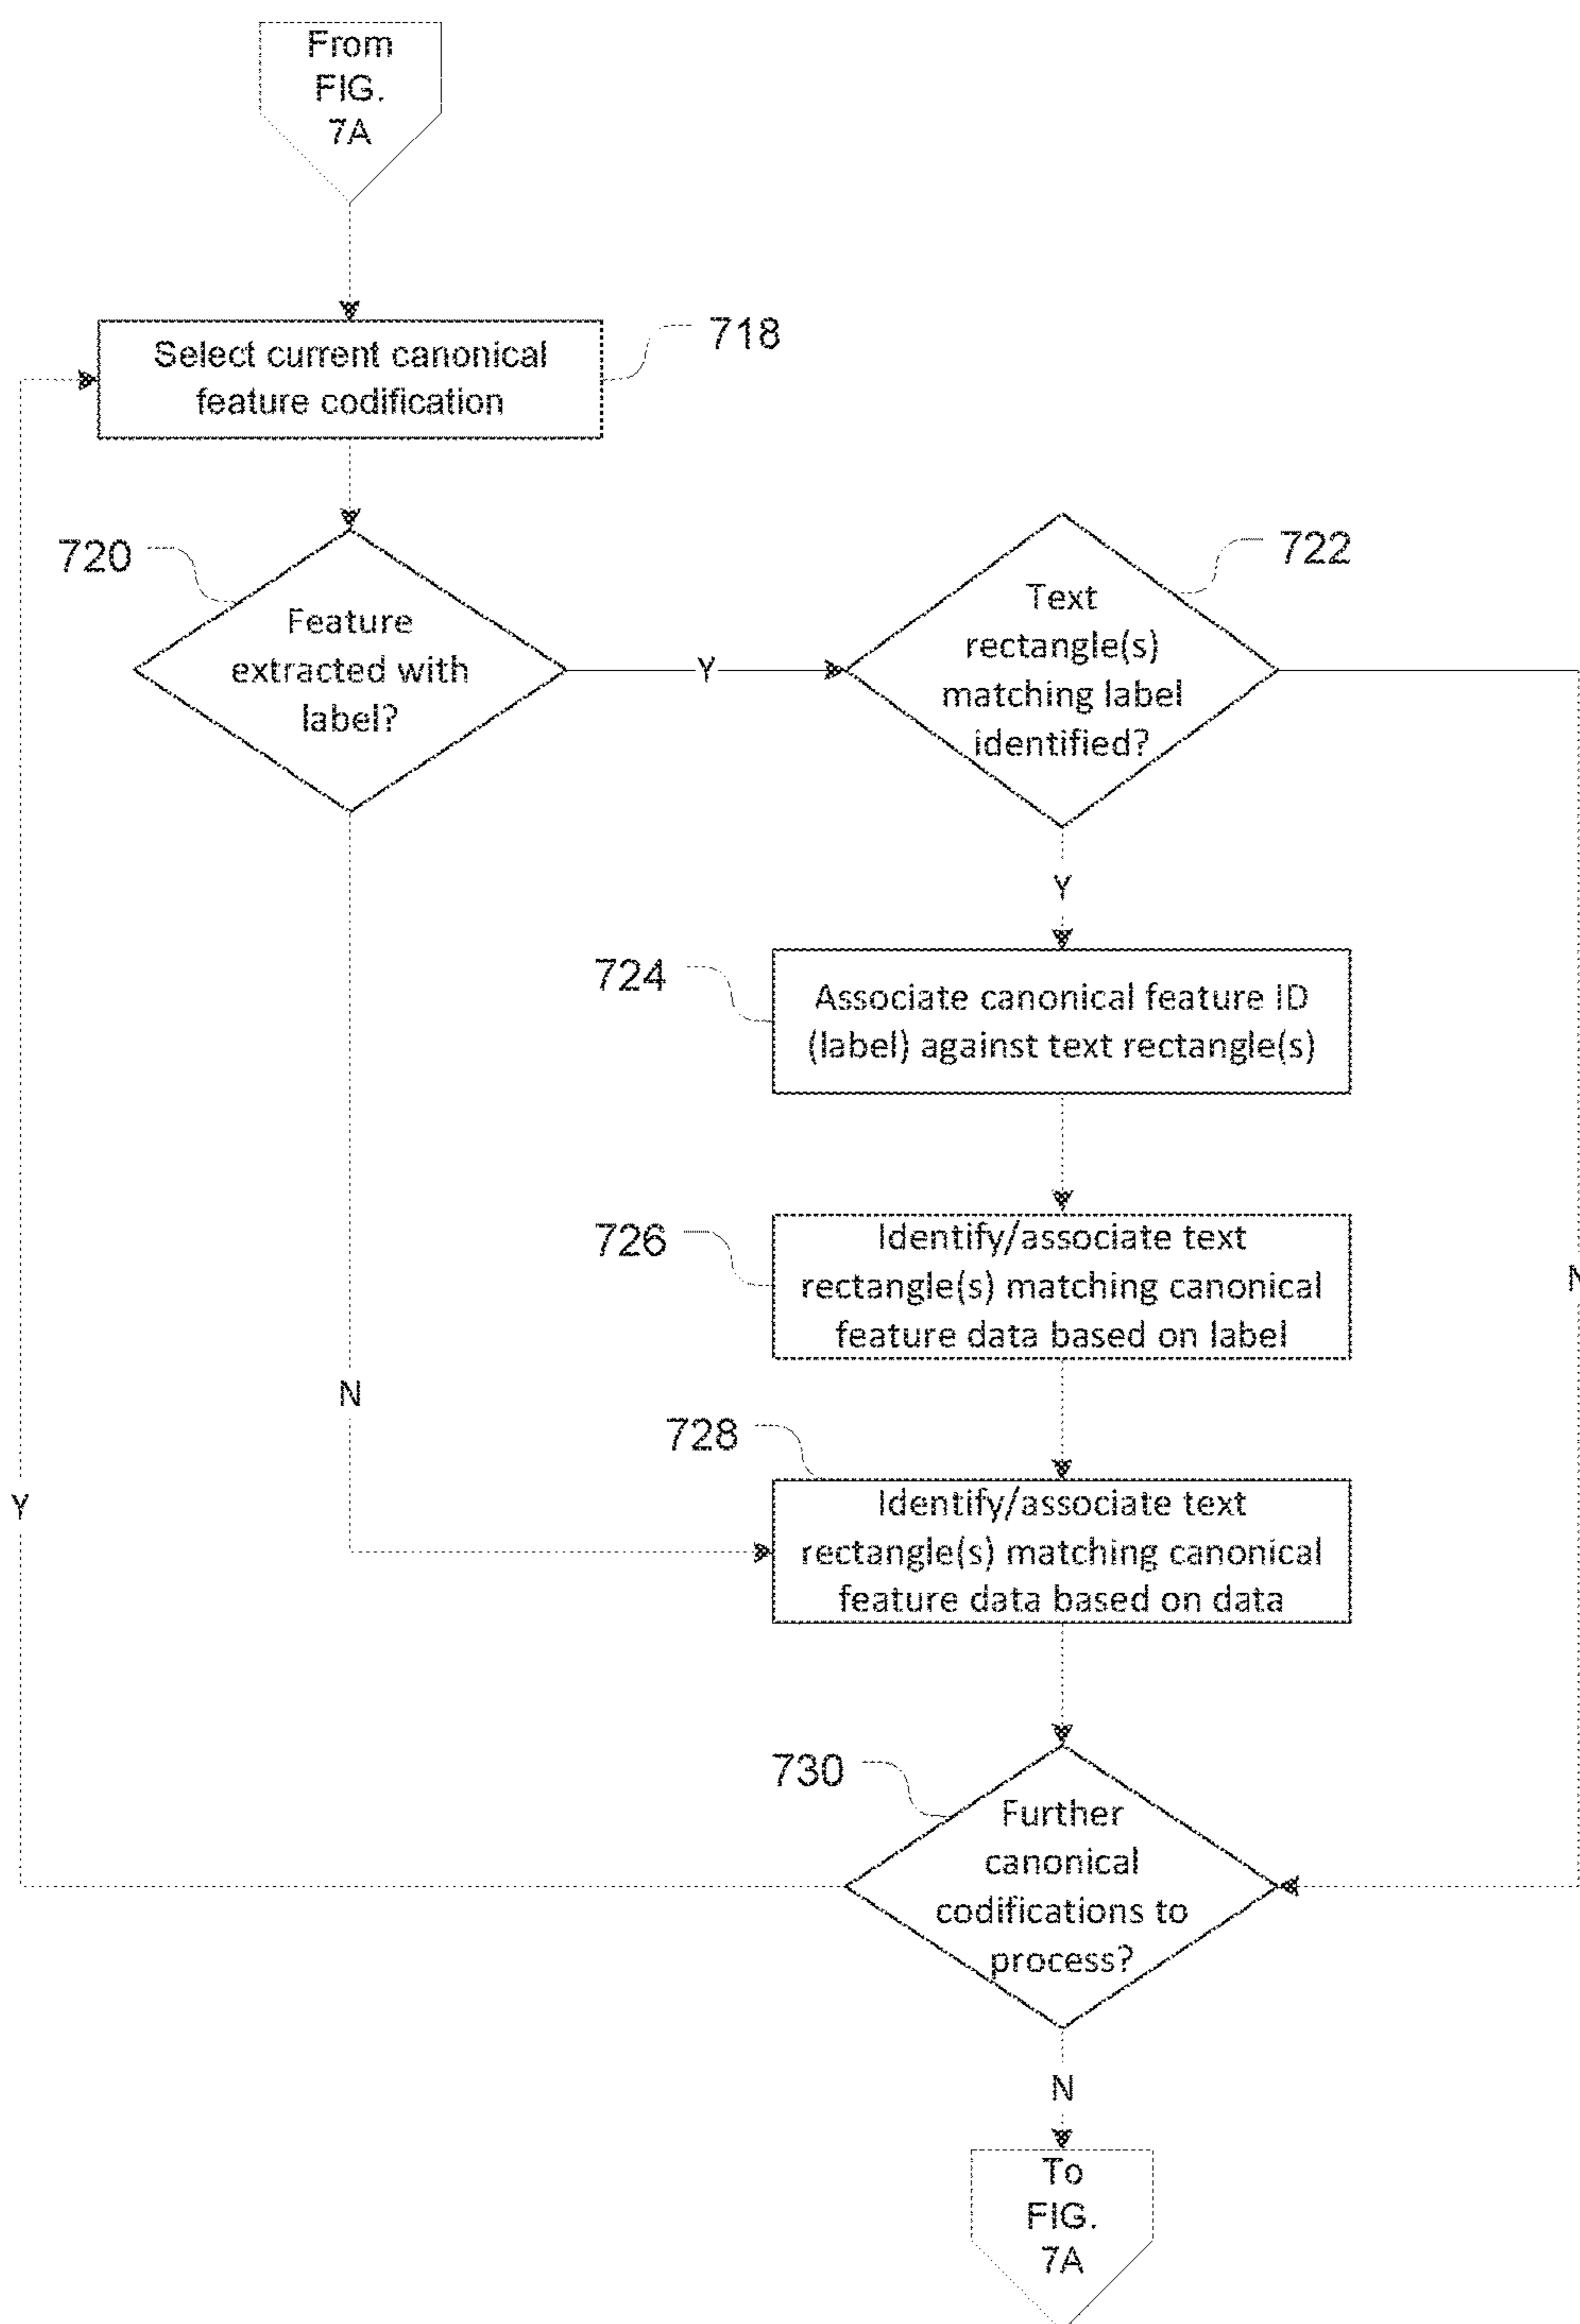 From
FIG.
7A
Select current canonical
feature codification
718
720
Feature
extracted with
label?
Y
Text
rectangle(s)
matching label
identified?
722
Y
724
Associate canonical feature ID
(label) against text rectangle(s)
726
Identify/associate text
rectangle(s) matching canonical
feature data based on label
N
N
728
Identify/associate text
rectangle(s) matching canonical
feature data based on data
Y
730
Further
canonical
codifications to
process?
N
To
FIG.
7A